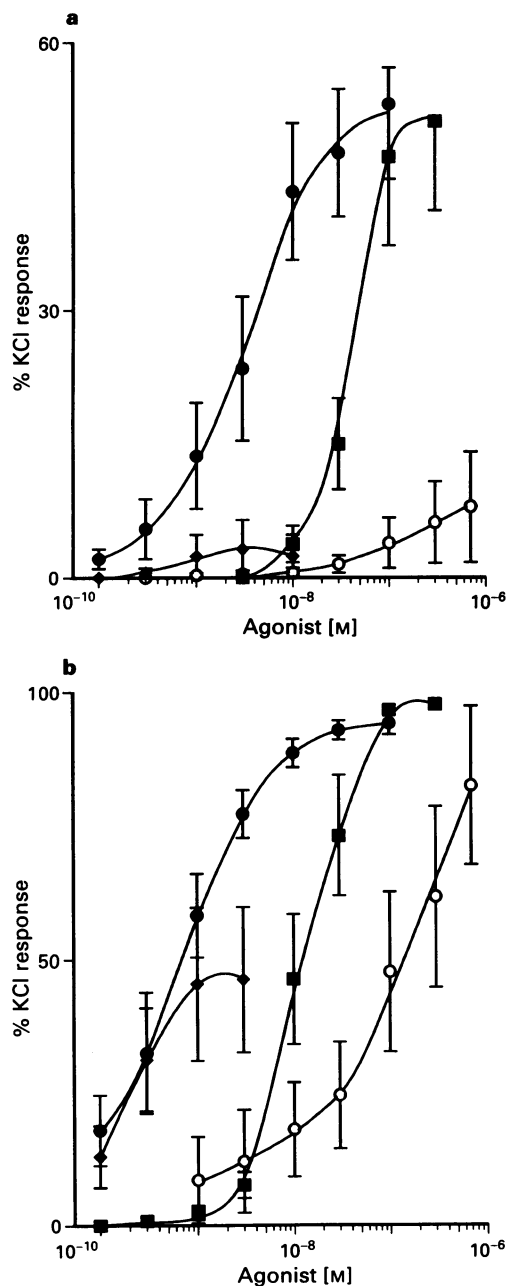 a
60
30
0
% KCl response
10⁻¹⁰
10⁻⁸
10⁻⁶
Agonist [M]
b
100
50
0
% KCl response
10⁻¹⁰
10⁻⁸
10⁻⁶
Agonist [M]